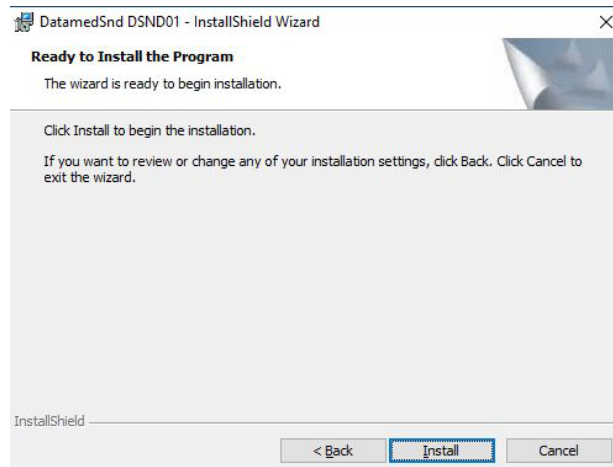 DatamedSnd DSND01 - InstallShield Wizard
Ready to Install the Program
The wizard is ready to begin installation.
Click Install to begin the installation.
If you want to review or change any of your installation settings, click Back. Click Cancel to
exit the wizard.
InstallShield
< Back Install Cancel